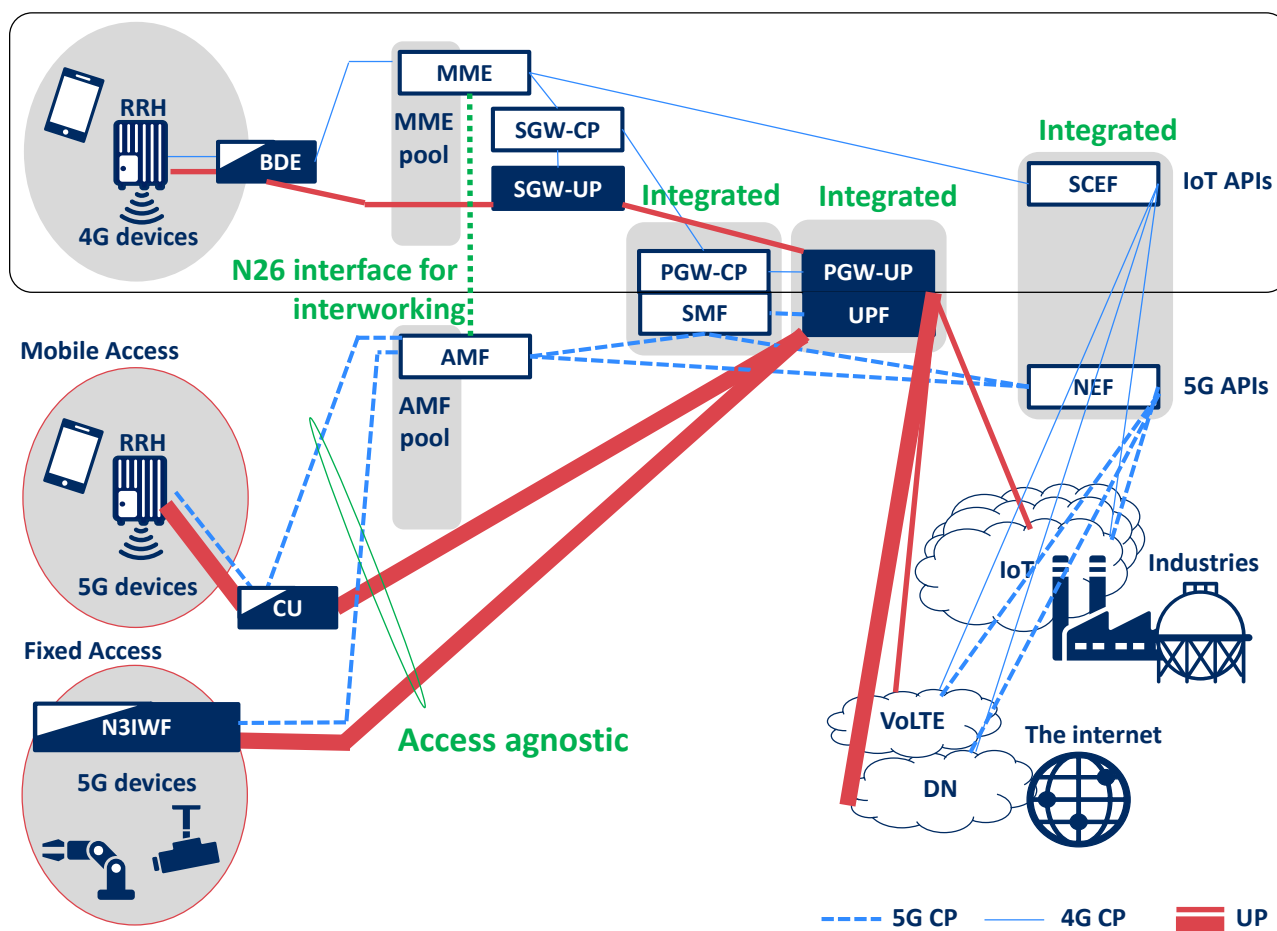 MME
RRH
MME
pool
SGW-CP
Integrated
BDE
SCEF
IoT APIs
SGW-UP
Integrated
Integrated
4G devices
N26 interface for
interworking
PGW-CP
PGW-UP
SMF
UPF
Mobile Access
AMF
NEF
5G APIs
AMF
pool
RRH
5G devices
CU
IoT
Industries
Fixed Access
N3IWF
Access agnostic
VoLTE
The internet
5G devices
DN
5G CP
4G CP
UP